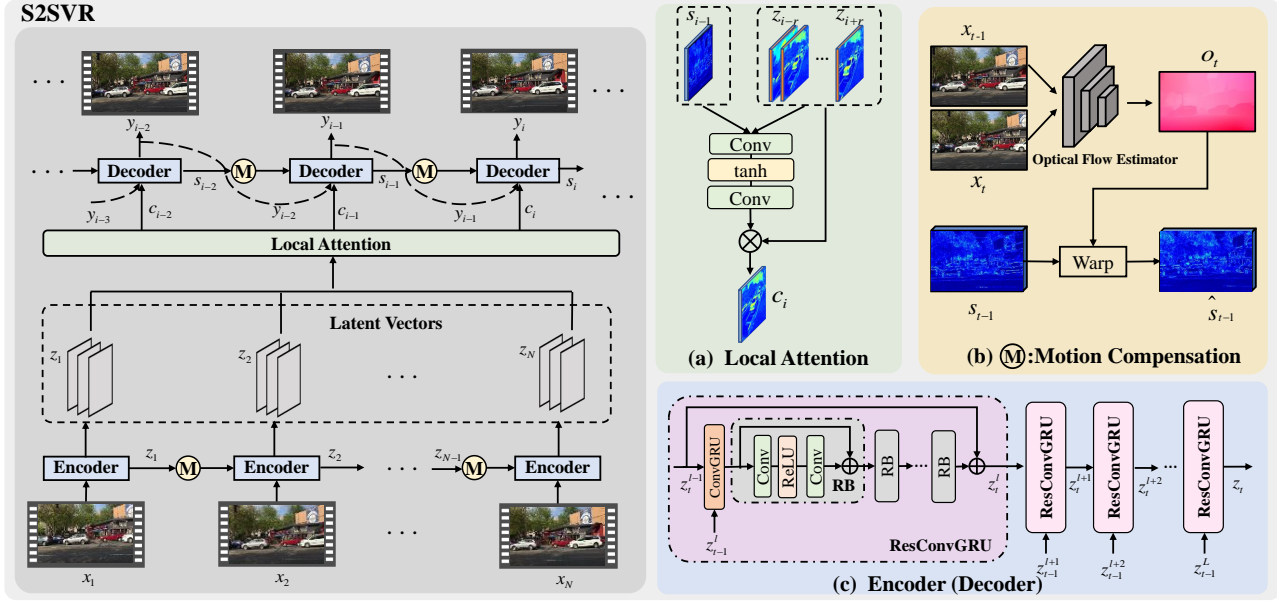 S2SVR
. . .
. . .
y_{i-2}
y_{i-1}
y_i
. . .
Decoder
s_{i-2}
M
Decoder
s_{i-1}
M
Decoder
s_i
. . .
y_{i-3}
c_{i-2}
y_{i-2}
c_{i-1}
y_{i-1}
c_i
Local Attention
Latent Vectors
z_1
z_2
. . .
z_N
Encoder
z_1
M
Encoder
z_2
. . .
z_{N-1}
M
Encoder
. . .
x_1
x_2
x_N
s_{i-1}
z_{i-r}
z_{i+r}
...
Conv
tanh
Conv
c_i
(a) Local Attention
x_{t-1}
o_t
Optical Flow Estimator
x_t
Warp
s_{t-1}
\hat{s}_{t-1}
(b) M:Motion Compensation
z_t^{l-1}
ConvGRU
Conv
ReLU
Conv
RB
RB
...
RB
z_t^l
z_{t-1}^l
ResConvGRU
ResConvGRU
z_t^{l+1}
ResConvGRU
z_t^{l+2}
...
ResConvGRU
z_t
z_{t-1}^{l+1}
z_{t-1}^{l+2}
z_{t-1}^L
(c) Encoder (Decoder)